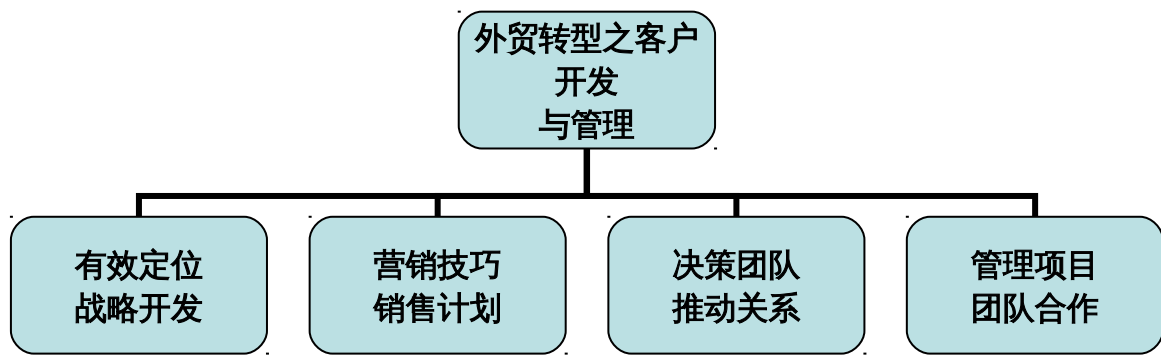 外贸转型之客户
开发
与管理
有效定位
战略开发
营销技巧
销售计划
决策团队
推动关系
管理项目
团队合作